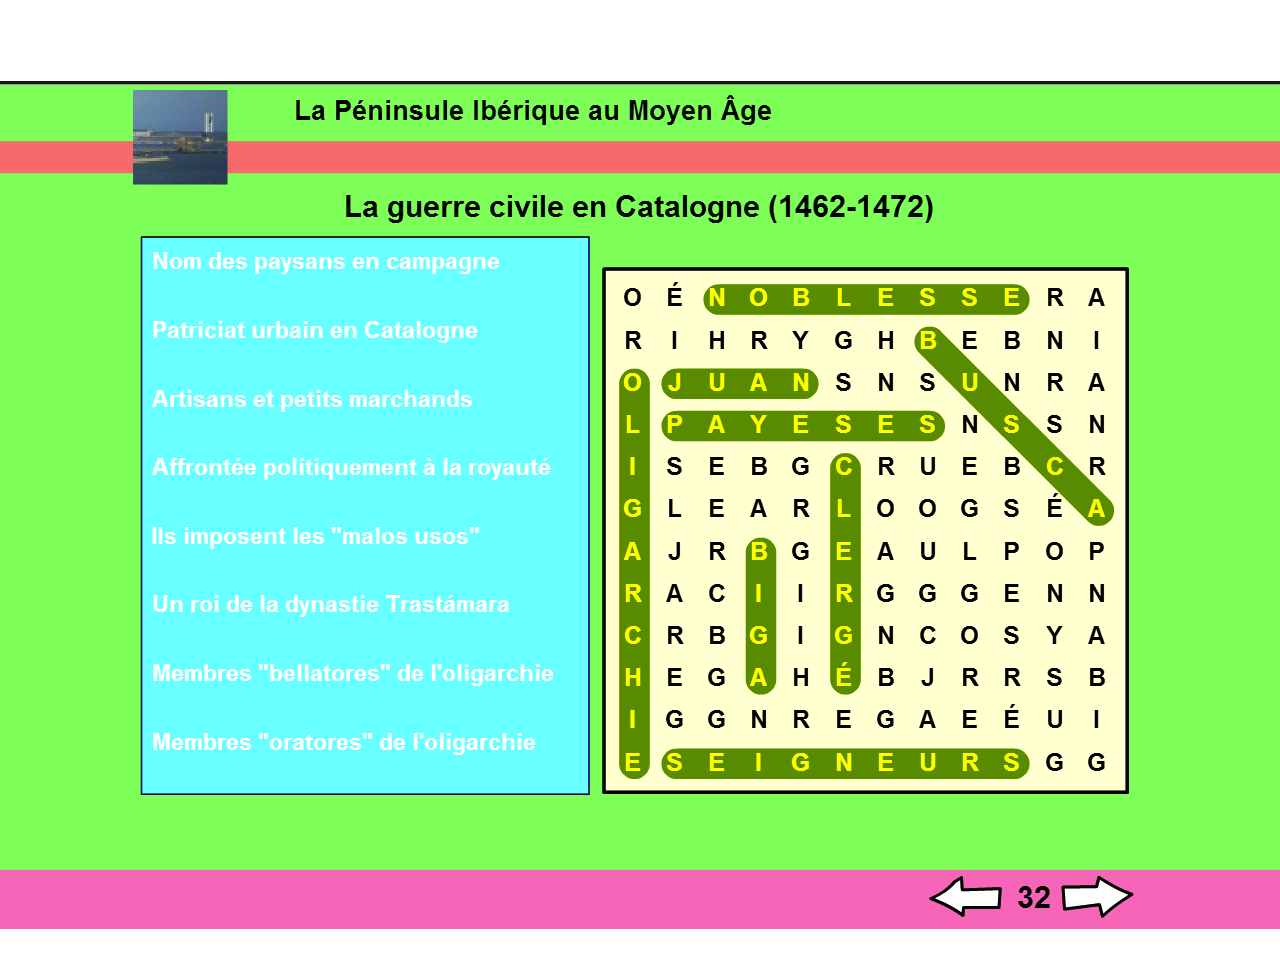 La Péninsule Ibérique au Moyen Âge
La guerre civile en Catalogne (1462-1472)
Nom des paysans en campagne
Patriciat urbain en Catalogne
Artisans et petits marchands
Affrontée politiquement à la royauté
Ils imposent les "malos usos"
Un roi de la dynastie Trastámara
Membres "bellatores" de l'oligarchie
Membres "oratores" de l'oligarchie
O É N O B L E S S E R A
R I H R Y G H B E B N I
O J U A N S N S U N R A
L P A Y E S E S N S S N
I S E B G C R U E B C R
G L E A R L O O G S É A
A J R B G E A U L P O P
R A C I I R G G G E N N
C R B G I G N C O S Y A
H E G A H É B J R R S B
I G G N R E G A E É U I
E S E I G N E U R S G G
32